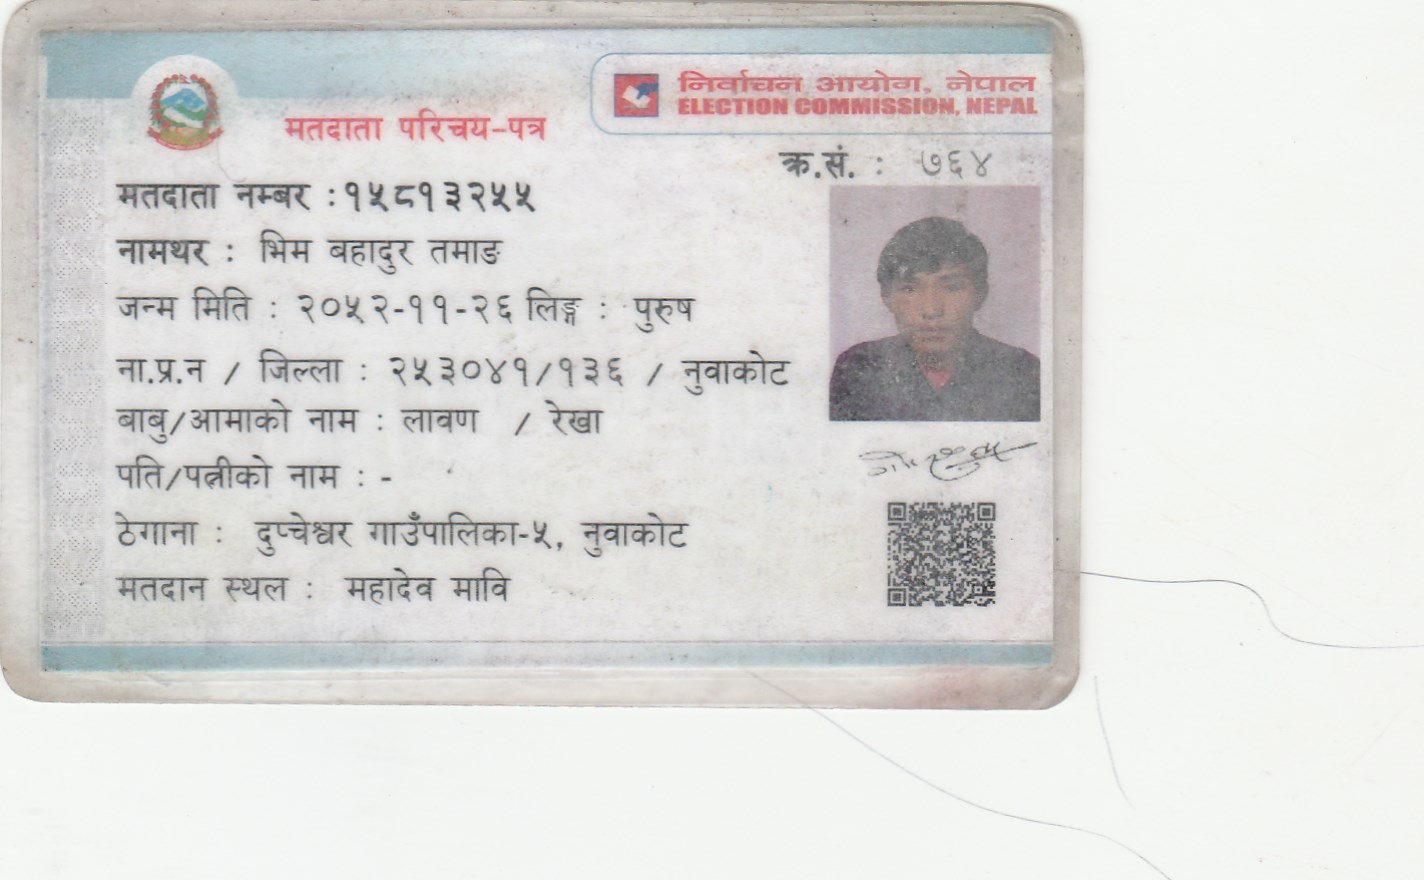 निर्वाचन आयोग, नेपाल
ELECTION COMMISSION, NEPAL
मतदाता परिचय-पत्र
क्र.सं. : ७६४
मतदाता नम्बर :१५८१३२५५
नामथर : भिम बहादुर तमाङ
जन्म मिति : २०५२-११-२६ लिङ्ग : पुरुष
ना.प्र.न / जिल्ला : २५३०४१/१३६ / नुवाकोट
बाबु/आमाको नाम : लावण / रेखा
पति/पत्नीको नाम : -
ठेगाना : दुप्चेश्वर गाउँपालिका-५, नुवाकोट
मतदान स्थल : महादेव मावि